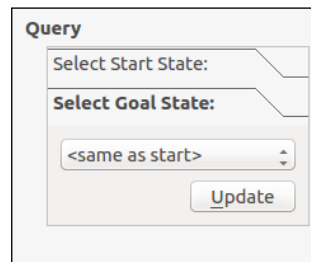 Query
Select Start State:
Select Goal State:
<same as start>
Update